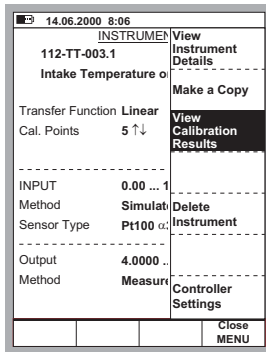 14.06.2000 8:06
INSTRUMEN
112-TT-003.1
Intake Temperature o
Transfer Function Linear
Cal. Points 5 ↑↓
INPUT 0.00 ... 1
Method Simulat
Sensor Type Pt100 α
Output 4.0000 ..
Method Measur
View
Instrument
Details
Make a Copy
View
Calibration
Results
Delete
Instrument
Controller
Settings
Close
MENU